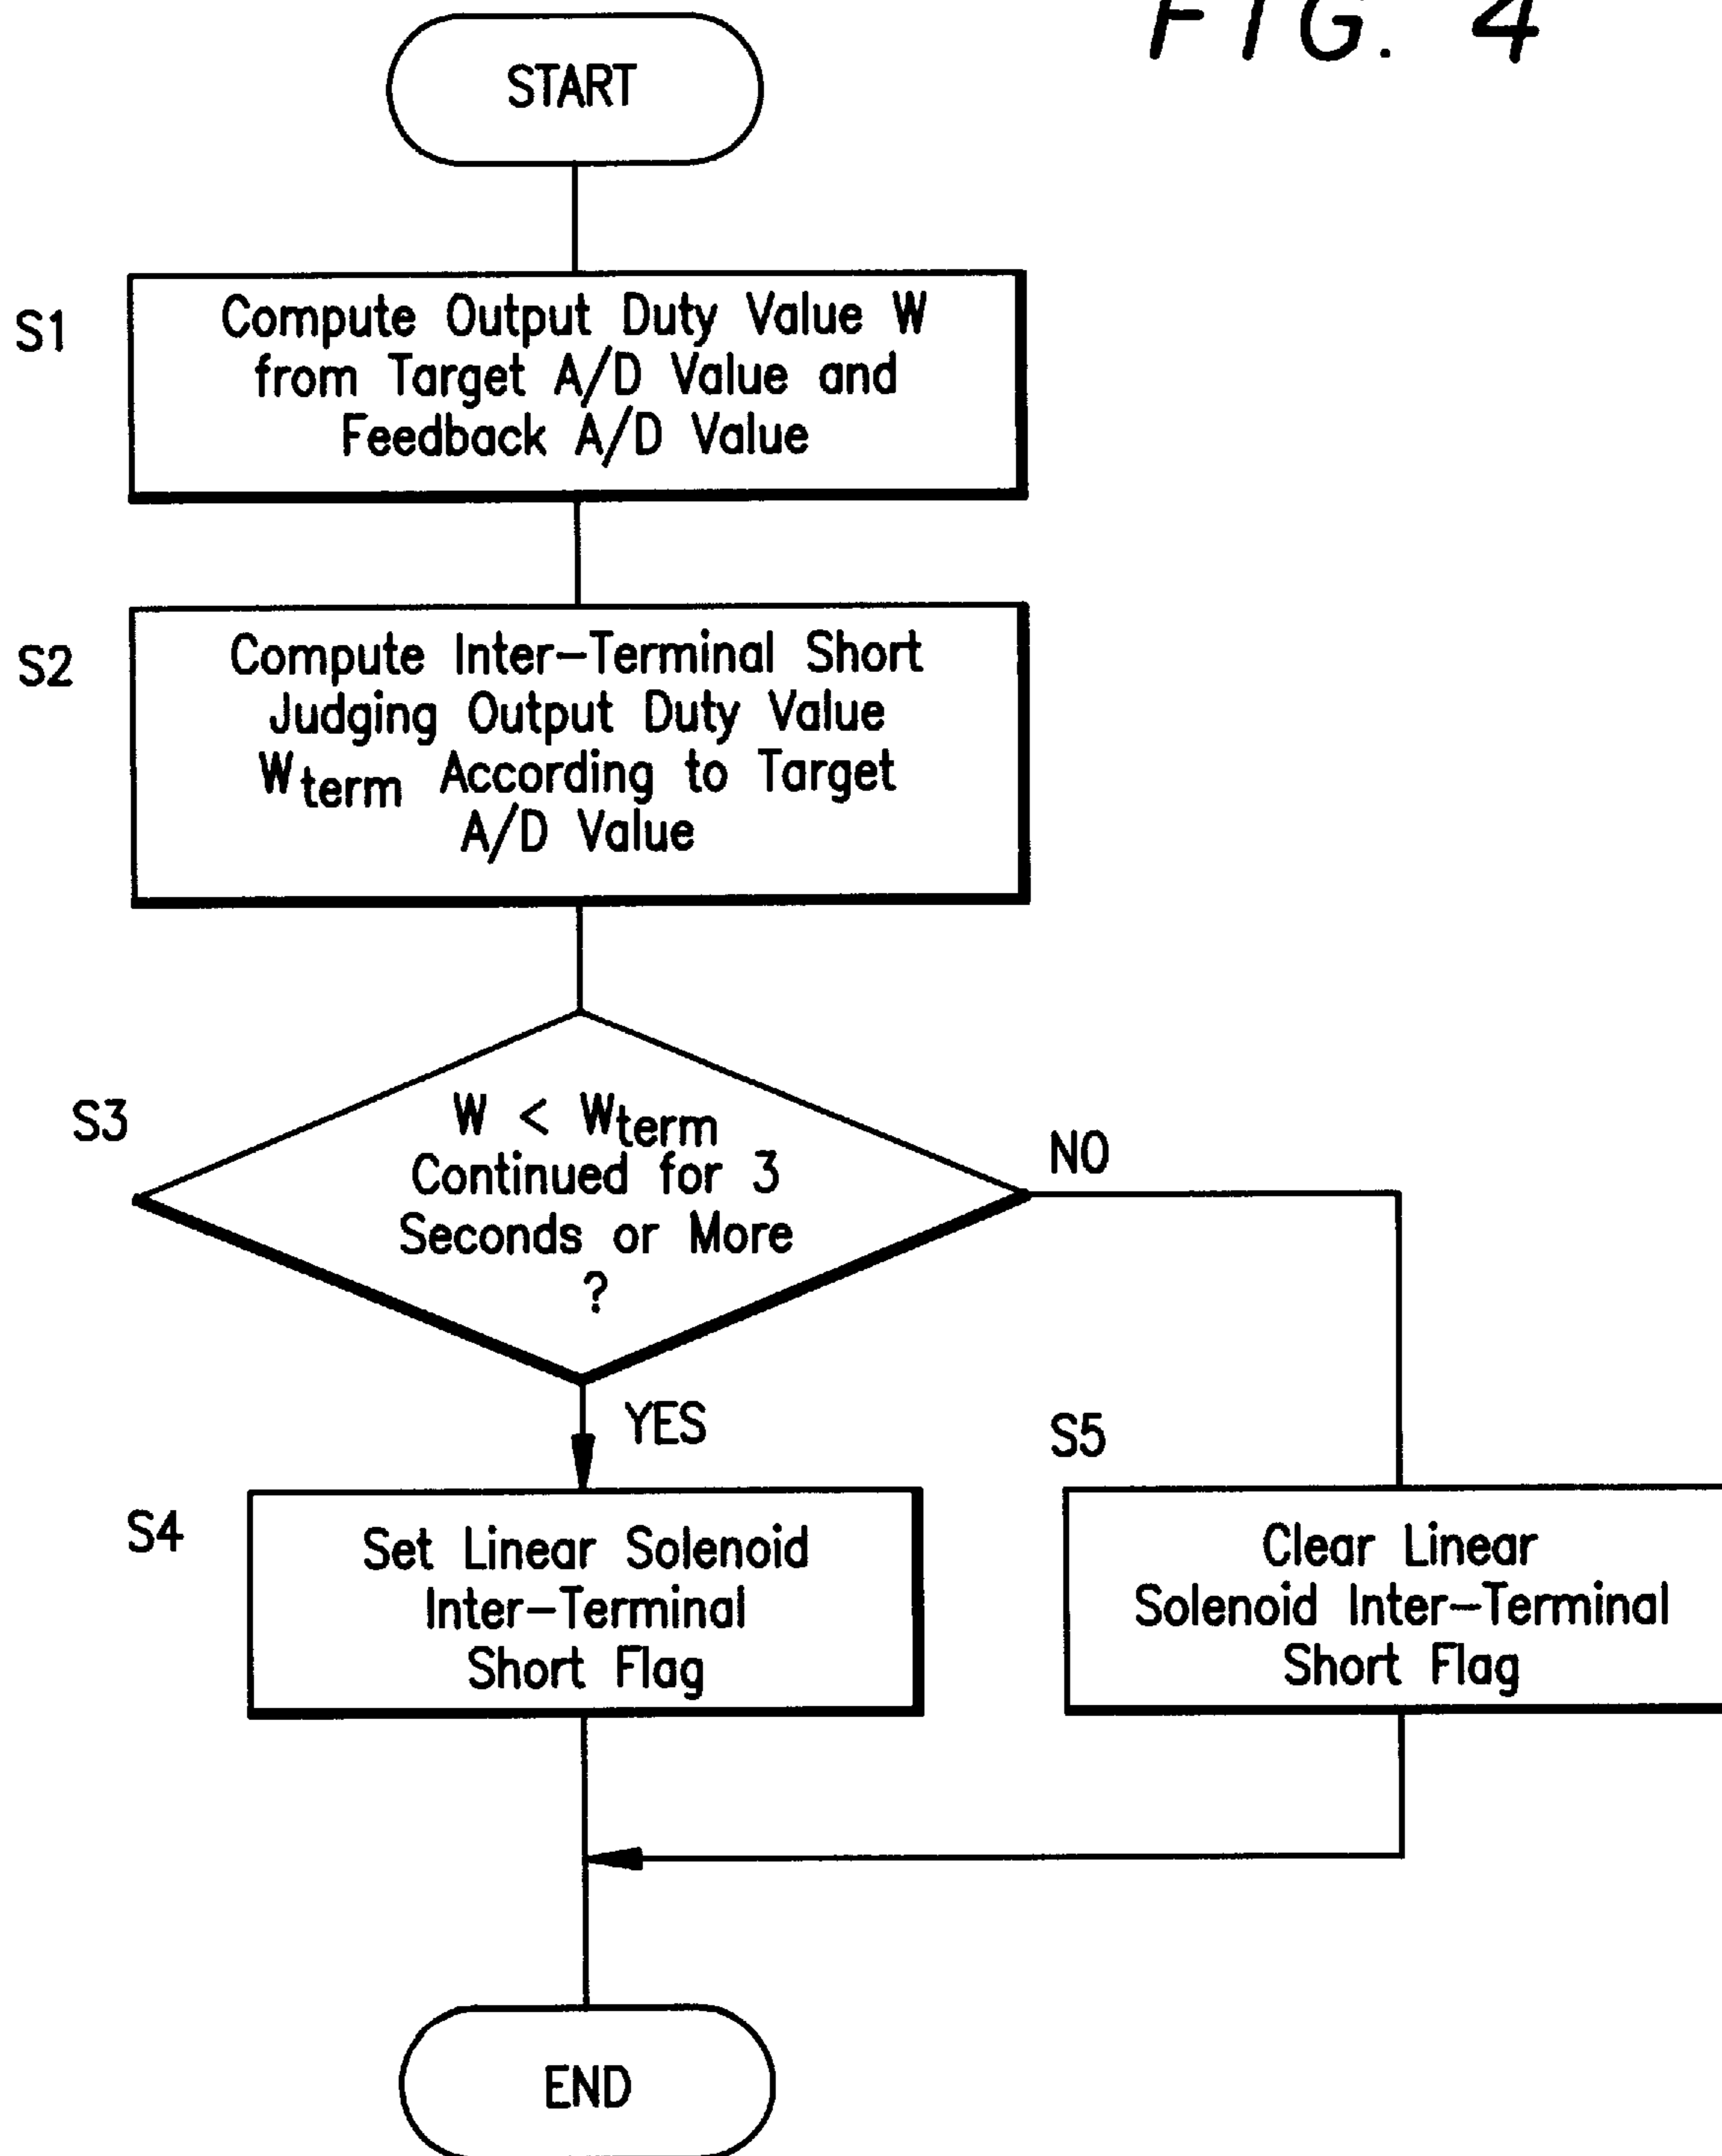 FIG. 4
START
S1
Compute Output Duty Value W
from Target A/D Value and
Feedback A/D Value
S2
Compute Inter-Terminal Short
Judging Output Duty Value
Wterm According to Target
A/D Value
S3
W < Wterm
Continued for 3
Seconds or More
?
NO
YES
S4
Set Linear Solenoid
Inter-Terminal
Short Flag
S5
Clear Linear
Solenoid Inter-Terminal
Short Flag
END